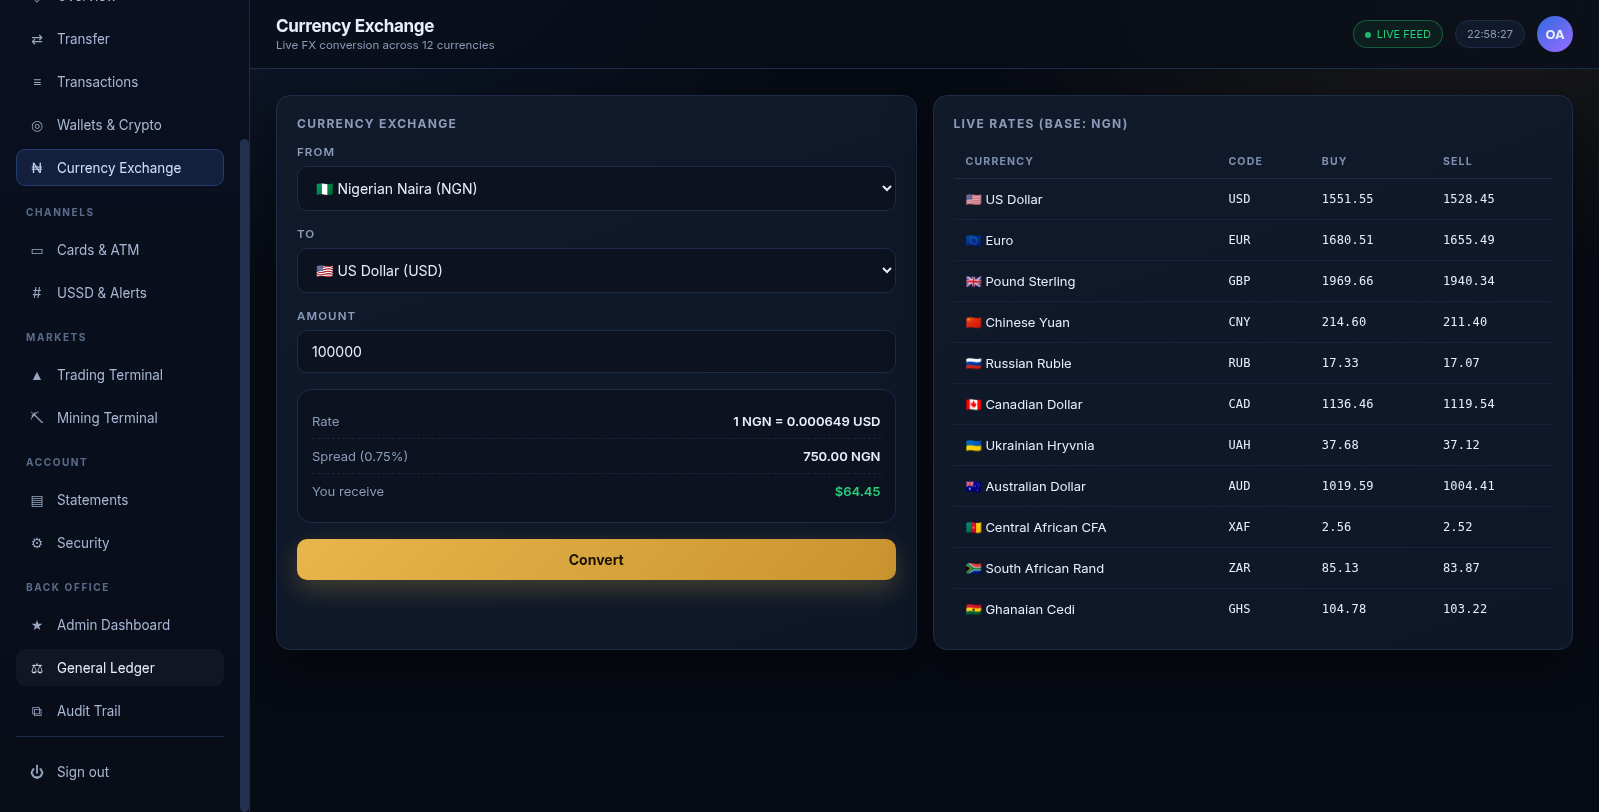 Transfer
Transactions
Wallets & Crypto
₦ Currency Exchange
CHANNELS
Cards & ATM
# USSD & Alerts
MARKETS
Trading Terminal
Mining Terminal
ACCOUNT
Statements
Security
BACK OFFICE
Admin Dashboard
General Ledger
Audit Trail
Sign out
Currency Exchange
Live FX conversion across 12 currencies
LIVE FEED
22:58:27
OA
CURRENCY EXCHANGE
FROM
🇳🇬 Nigerian Naira (NGN)
TO
🇺🇸 US Dollar (USD)
AMOUNT
100000
Rate 1 NGN = 0.000649 USD
Spread (0.75%) 750.00 NGN
You receive $64.45
Convert
LIVE RATES (BASE: NGN)
CURRENCY CODE BUY SELL
🇺🇸 US Dollar USD 1551.55 1528.45
🇪🇺 Euro EUR 1680.51 1655.49
🇬🇧 Pound Sterling GBP 1969.66 1940.34
🇨🇳 Chinese Yuan CNY 214.60 211.40
🇷🇺 Russian Ruble RUB 17.33 17.07
🇨🇦 Canadian Dollar CAD 1136.46 1119.54
🇺🇦 Ukrainian Hryvnia UAH 37.68 37.12
🇦🇺 Australian Dollar AUD 1019.59 1004.41
🇨🇲 Central African CFA XAF 2.56 2.52
🇿🇦 South African Rand ZAR 85.13 83.87
🇬🇭 Ghanaian Cedi GHS 104.78 103.22